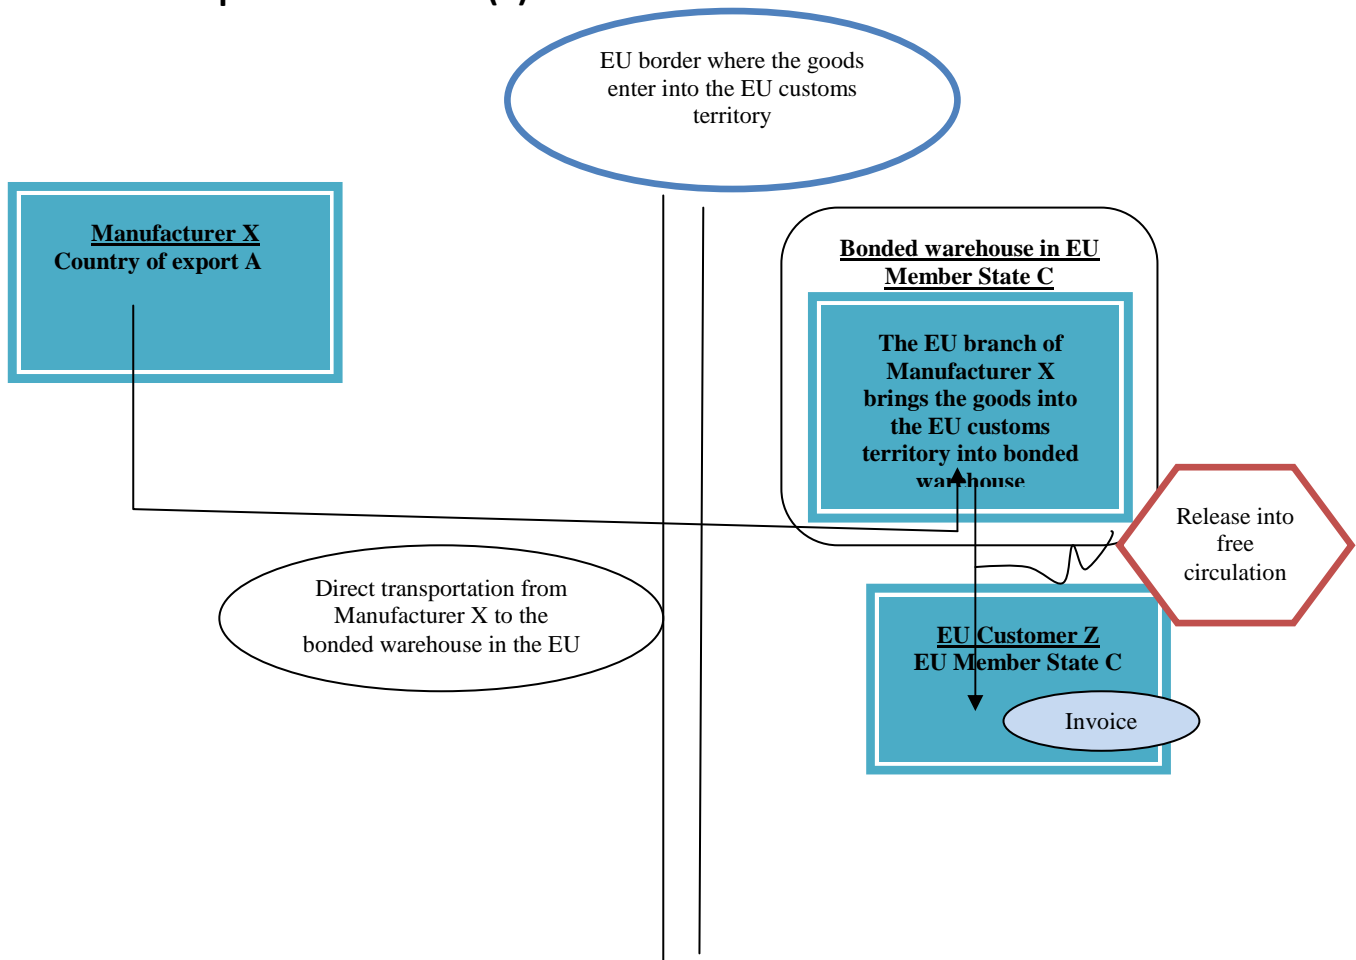 EU border where the goods
enter into the EU customs
territory
Manufacturer X
Country of export A
Bonded warehouse in EU
Member State C
The EU branch of
Manufacturer X
brings the goods into
the EU customs
territory into bonded
warehouse
Release into
free
circulation
Direct transportation from
Manufacturer X to the
bonded warehouse in the EU
EU Customer Z
EU Member State C
Invoice